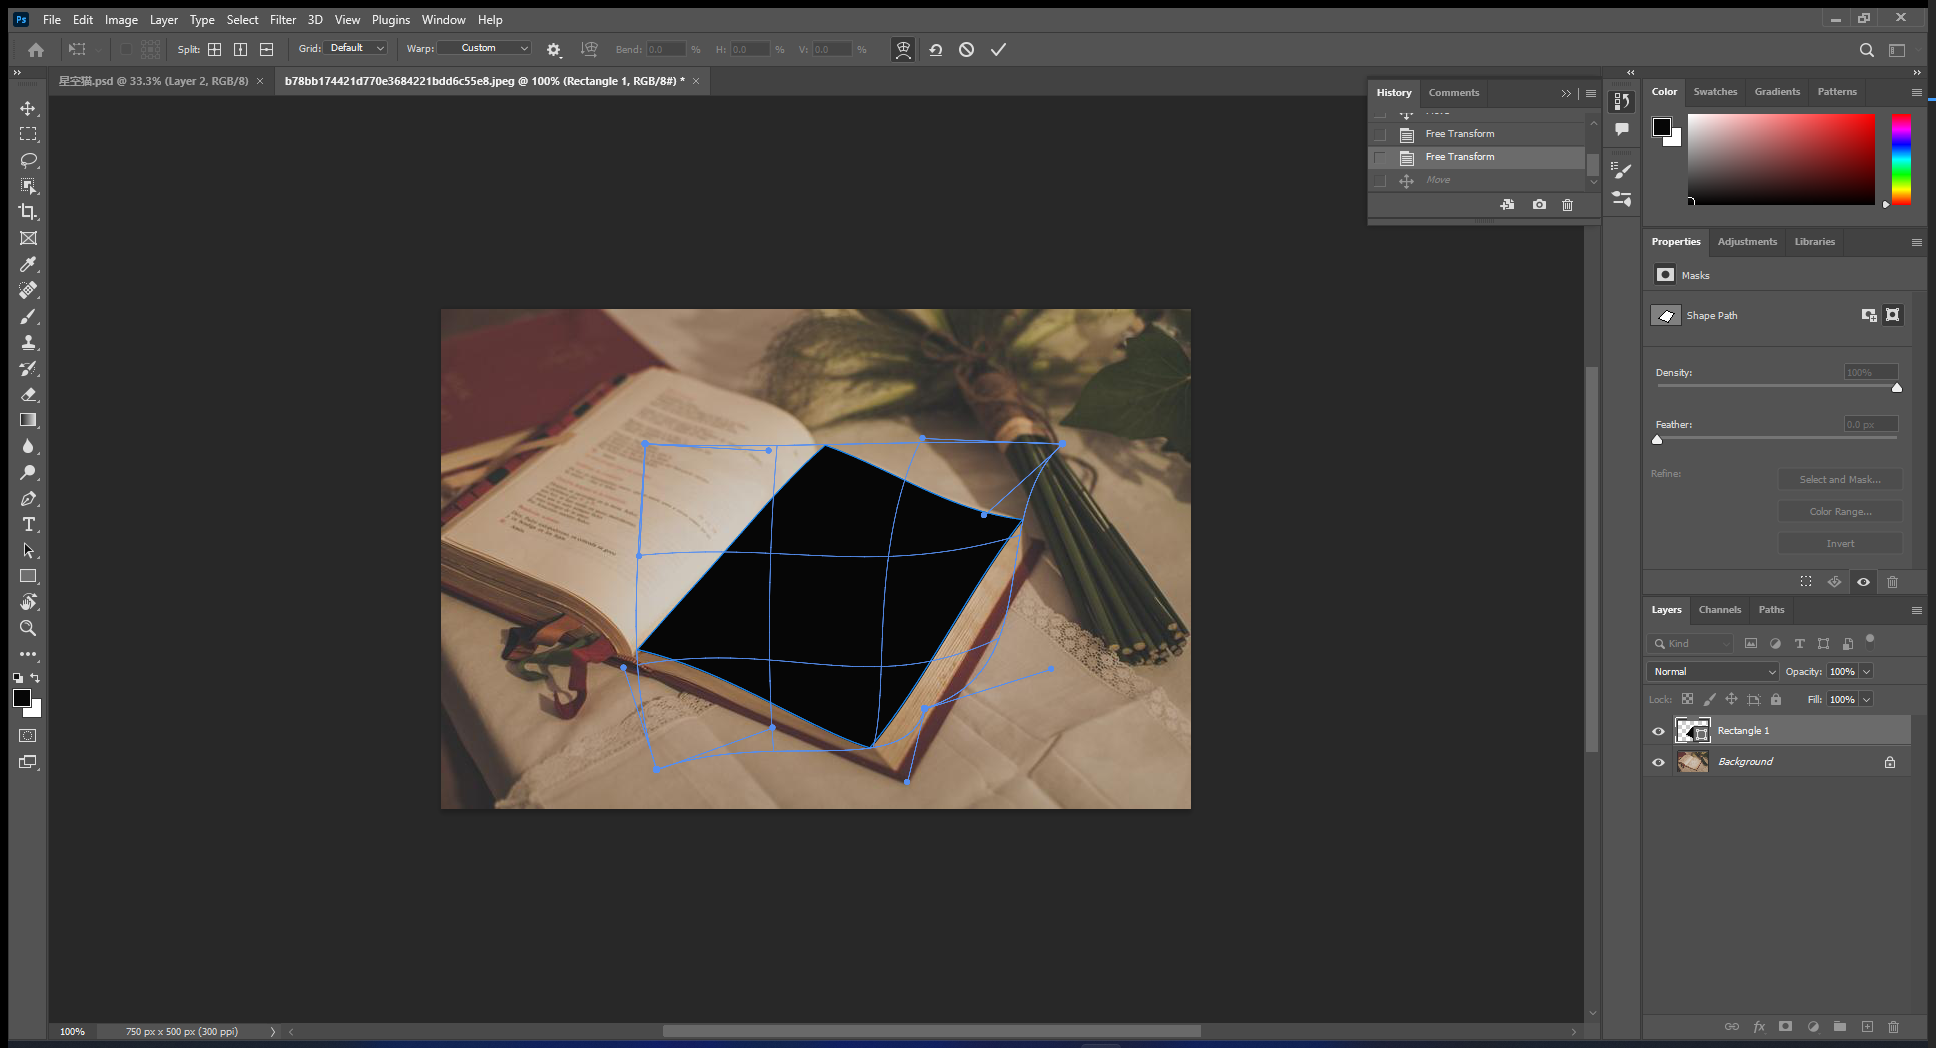 Ps File Edit Image Layer Type Select Filter 3D View Plugins Window Help
Split: Grid: Default Warp: Custom Bend: 0.0 % H: 0.0 % V: 0.0 %
星空猫.psd @ 33.3% (Layer 2, RGB/8) × b78bb174421d770e3684221bdd6c55e8.jpeg @ 100% (Rectangle 1, RGB/8#) * ×
History Comments
Move
Free Transform
Free Transform
Move
Color Swatches Gradients Patterns
Properties Adjustments Libraries
Masks
Shape Path
Density: 100%
Feather: 0.0 px
Refine: Select and Mask...
Color Range...
Invert
Layers Channels Paths
Kind
Normal Opacity: 100%
Lock: Fill: 100%
Rectangle 1
Background
100% 750 px x 500 px (300 ppi)